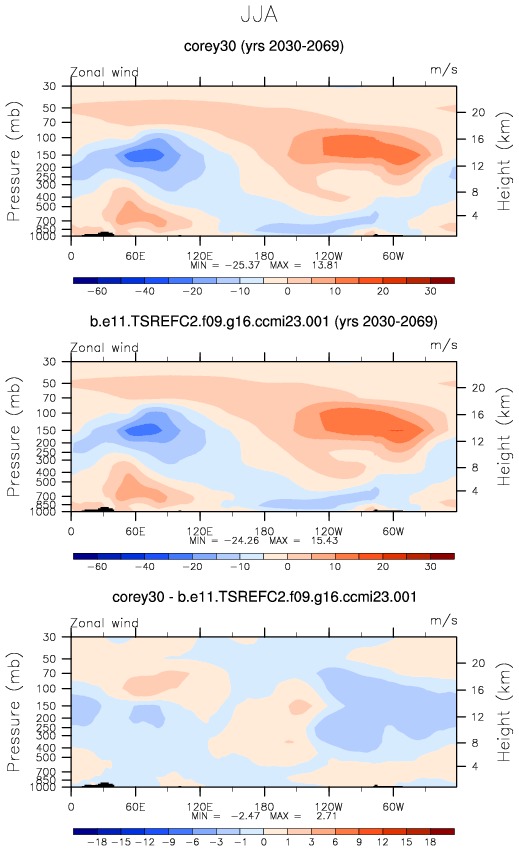 JJA
corey30 (yrs 2030-2069)
Zonal wind m/s
30
50
70
100
150
200
250
300
400
500
700
850
1000
Pressure (mb)
20
16
12
8
4
Height (km)
0 60E 120E 180 120W 60W
MIN = -25.37 MAX = 13.81
-60 -40 -20 -10 0 10 20 30
b.e11.TSREFC2.f09.g16.ccmi23.001 (yrs 2030-2069)
Zonal wind m/s
30
50
70
100
150
200
250
300
400
500
700
850
1000
Pressure (mb)
20
16
12
8
4
Height (km)
0 60E 120E 180 120W 60W
MIN = -24.26 MAX = 15.43
-60 -40 -20 -10 0 10 20 30
corey30 - b.e11.TSREFC2.f09.g16.ccmi23.001
Zonal wind m/s
30
50
70
100
150
200
250
300
400
500
700
850
1000
Pressure (mb)
20
16
12
8
4
Height (km)
0 60E 120E 180 120W 60W
MIN = -2.47 MAX = 2.71
-18 -15 -12 -9 -6 -3 -1 0 1 3 6 9 12 15 18